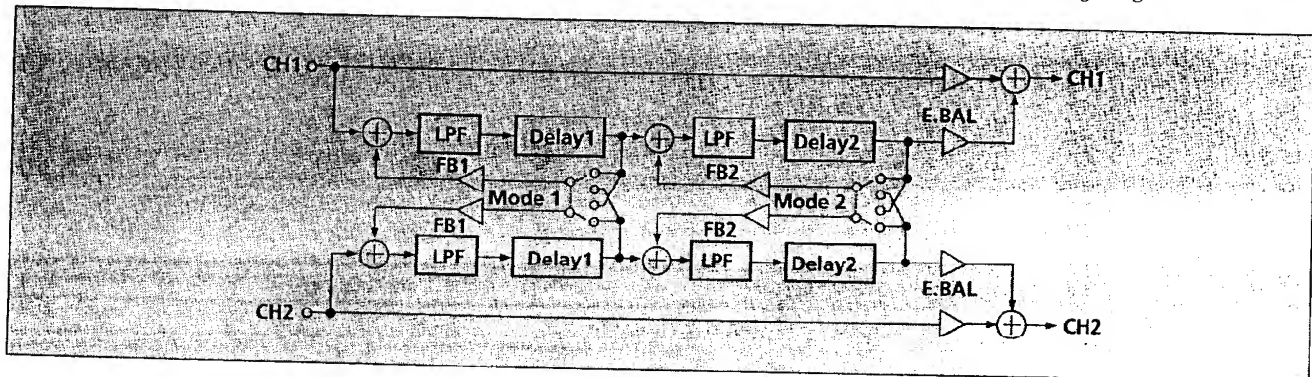 CH1
CH1
E.BAL
LPF
Delay1
LPF
Delay2
FB1
FB2
Mode 1
Mode 2
FB1
FB2
LPF
Delay1
LPF
Delay2
E.BAL
CH2
CH2